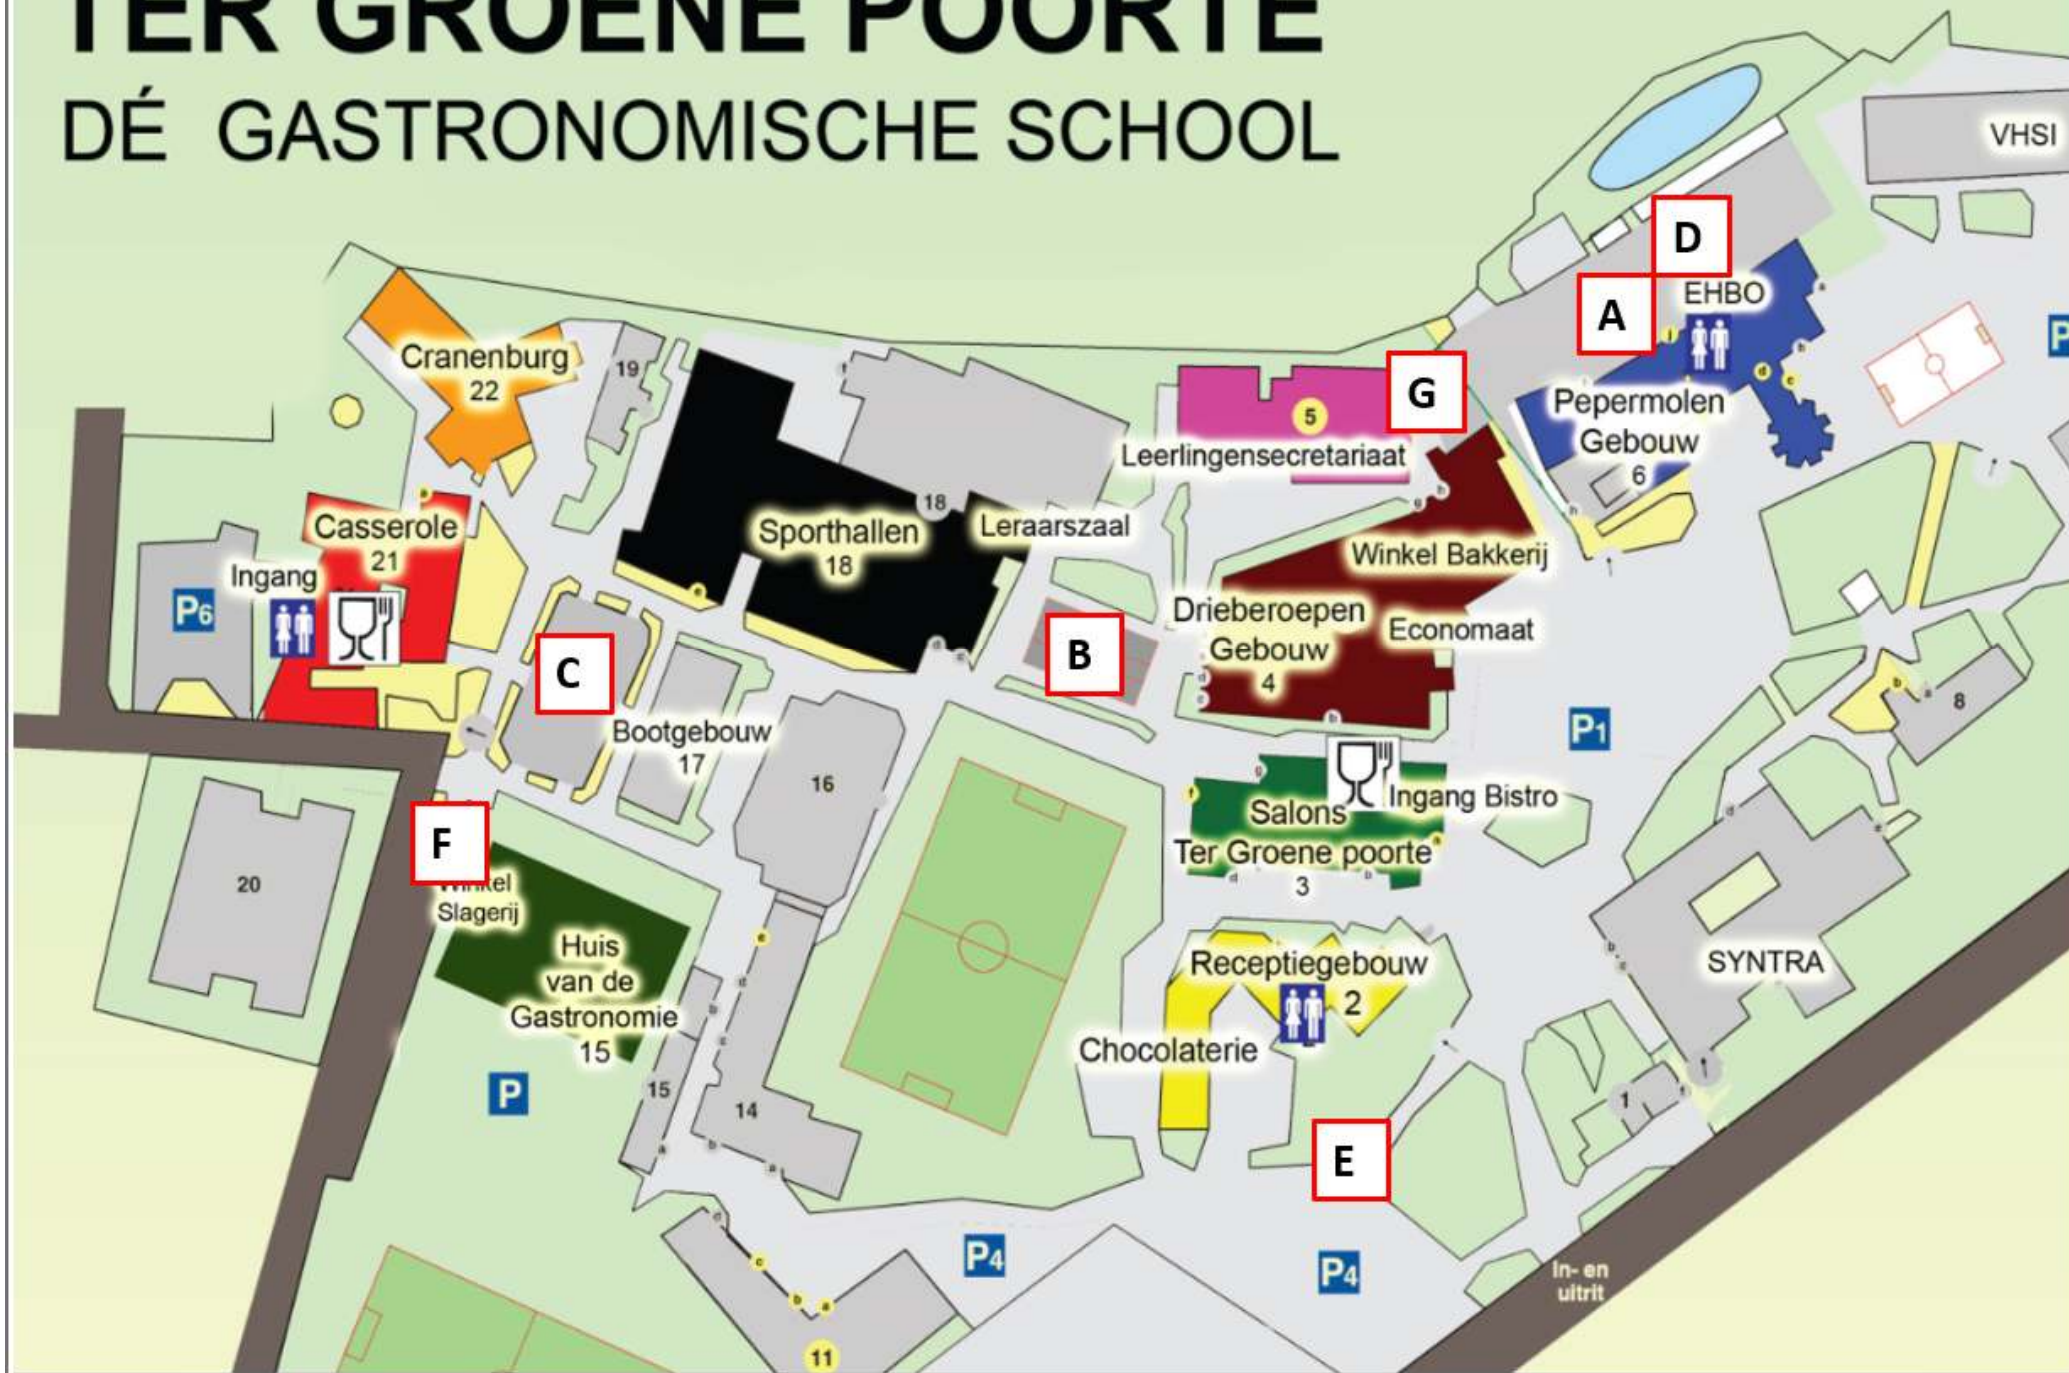 TER GROENE POORTE
DÉ GASTRONOMISCHE SCHOOL
VHSI
D
A
EHBO
P
Cranenburg
22
19
5
G
Leerlingensecretariaat
Pepermolen
Gebouw
6
Casserole
21
Sporthallen
18
18
Leraarszaal
Winkel Bakkerij
Ingang
P6
Drieberoepen
Gebouw
4
Economaat
B
C
Bootgebouw
17
16
P1
8
Salons
Ter Groene poorte
3
Ingang Bistro
F
Winkel
Slagerij
20
Huis
van de
Gastronomie
15
Receptiegebouw
2
SYNTRA
Chocolaterie
P
15
14
1
E
P4
P4
In- en
uitrit
11